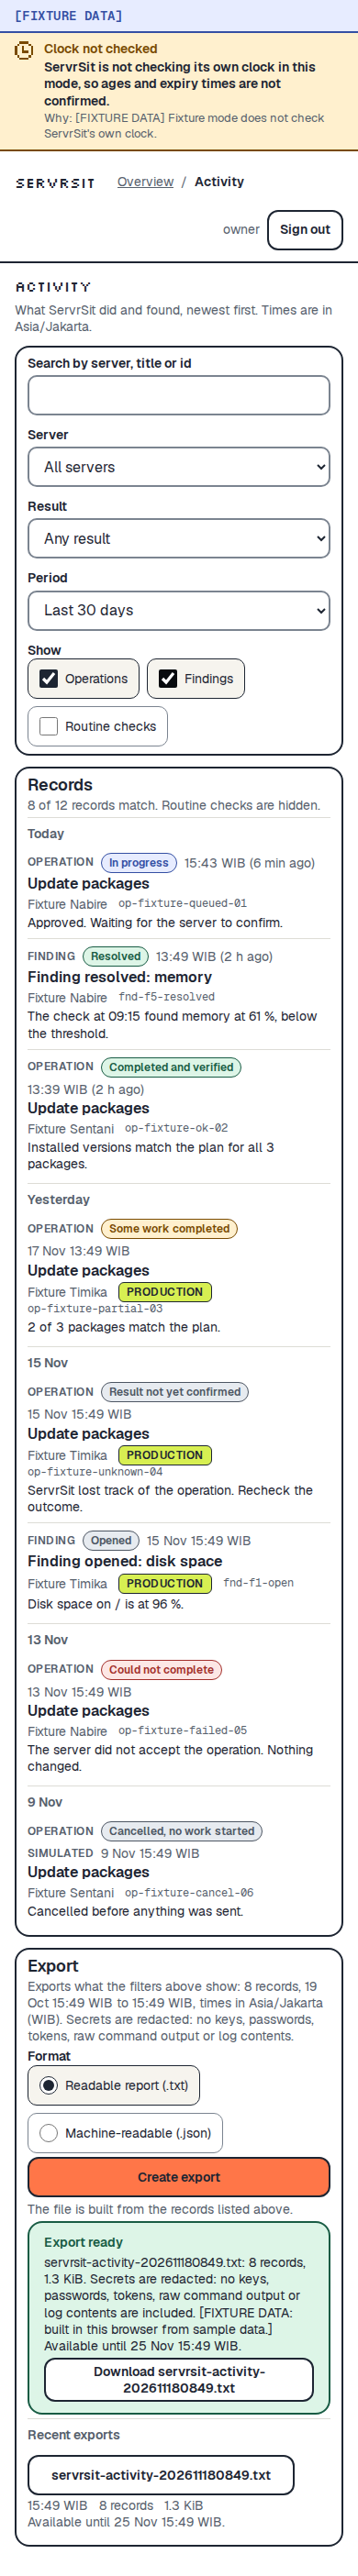 [FIXTURE DATA]
Clock not checked
ServrSit is not checking its own clock in this
mode, so ages and expiry times are not
confirmed.
Why: [FIXTURE DATA] Fixture mode does not check
ServrSit's own clock.
SERVRSIT Overview / Activity
owner Sign out
ACTIVITY
What ServrSit did and found, newest first. Times are in
Asia/Jakarta.
Search by server, title or id
Server
All servers
Result
Any result
Period
Last 30 days
Show
Operations Findings
Routine checks
Records
8 of 12 records match. Routine checks are hidden.
Today
OPERATION In progress 15:43 WIB (6 min ago)
Update packages
Fixture Nabire op-fixture-queued-01
Approved. Waiting for the server to confirm.
FINDING Resolved 13:49 WIB (2 h ago)
Finding resolved: memory
Fixture Nabire fnd-f5-resolved
The check at 09:15 found memory at 61 %, below
the threshold.
OPERATION Completed and verified
13:39 WIB (2 h ago)
Update packages
Fixture Sentani op-fixture-ok-02
Installed versions match the plan for all 3
packages.
Yesterday
OPERATION Some work completed
17 Nov 13:49 WIB
Update packages
Fixture Timika PRODUCTION
op-fixture-partial-03
2 of 3 packages match the plan.
15 Nov
OPERATION Result not yet confirmed
15 Nov 15:49 WIB
Update packages
Fixture Timika PRODUCTION
op-fixture-unknown-04
ServrSit lost track of the operation. Recheck the
outcome.
FINDING Opened 15 Nov 15:49 WIB
Finding opened: disk space
Fixture Timika PRODUCTION fnd-f1-open
Disk space on / is at 96 %.
13 Nov
OPERATION Could not complete
13 Nov 15:49 WIB
Update packages
Fixture Nabire op-fixture-failed-05
The server did not accept the operation. Nothing
changed.
9 Nov
OPERATION Cancelled, no work started
SIMULATED 9 Nov 15:49 WIB
Update packages
Fixture Sentani op-fixture-cancel-06
Cancelled before anything was sent.
Export
Exports what the filters above show: 8 records, 19
Oct 15:49 WIB to 15:49 WIB, times in Asia/Jakarta
(WIB). Secrets are redacted: no keys, passwords,
tokens, raw command output or log contents.
Format
Readable report (.txt)
Machine-readable (.json)
Create export
The file is built from the records listed above.
Export ready
servrsit-activity-202611180849.txt: 8 records,
1.3 KiB. Secrets are redacted: no keys,
passwords, tokens, raw command output or
log contents are included. [FIXTURE DATA:
built in this browser from sample data.]
Available until 25 Nov 15:49 WIB.
Download servrsit-activity-
202611180849.txt
Recent exports
servrsit-activity-202611180849.txt
15:49 WIB 8 records 1.3 KiB
Available until 25 Nov 15:49 WIB.